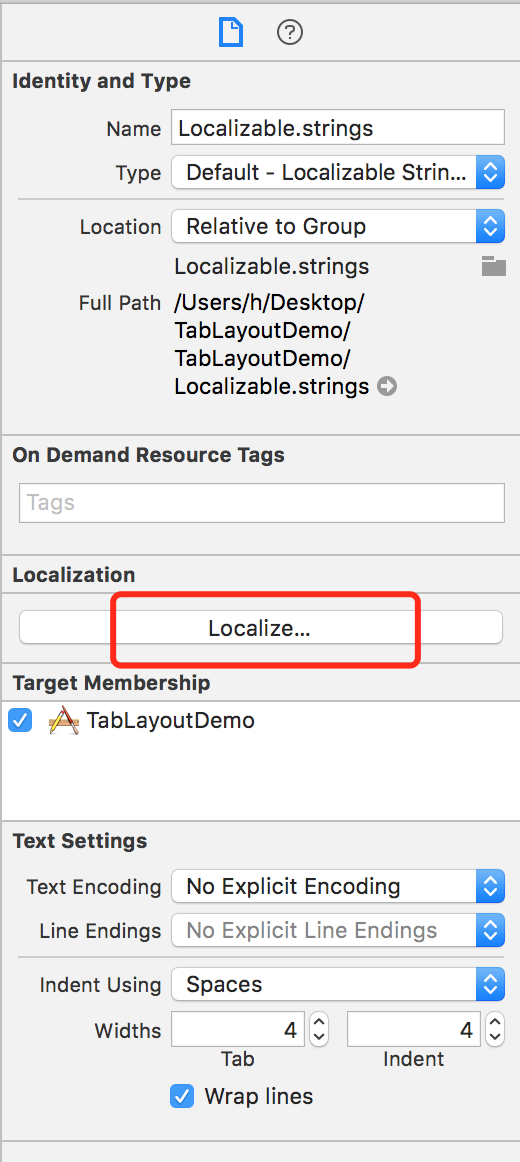 Identity and Type
Name Localizable.strings
Type Default - Localizable Strin...
Location Relative to Group
Localizable.strings
Full Path /Users/h/Desktop/
TabLayoutDemo/
TabLayoutDemo/
Localizable.strings
On Demand Resource Tags
Tags
Localization
Localize...
Target Membership
TabLayoutDemo
Text Settings
Text Encoding No Explicit Encoding
Line Endings No Explicit Line Endings
Indent Using Spaces
Widths 4 4
Tab Indent
Wrap lines